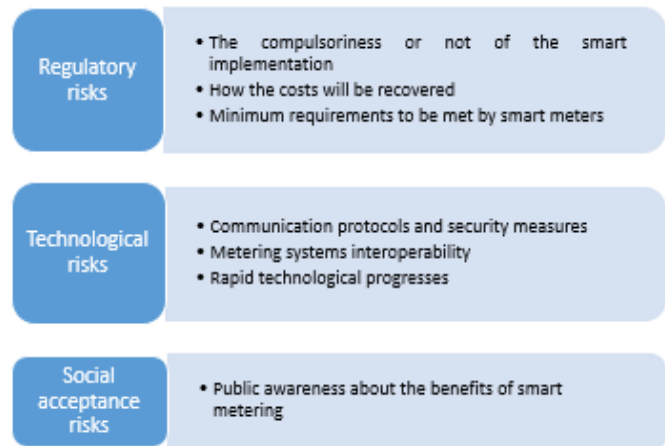 Regulatory
risks
• The compulsoriness or not of the smart
implementation
• How the costs will be recovered
• Minimum requirements to be met by smart meters
Technological
risks
• Communication protocols and security measures
• Metering systems interoperability
• Rapid technological progresses
Social
acceptance
risks
• Public awareness about the benefits of smart
metering